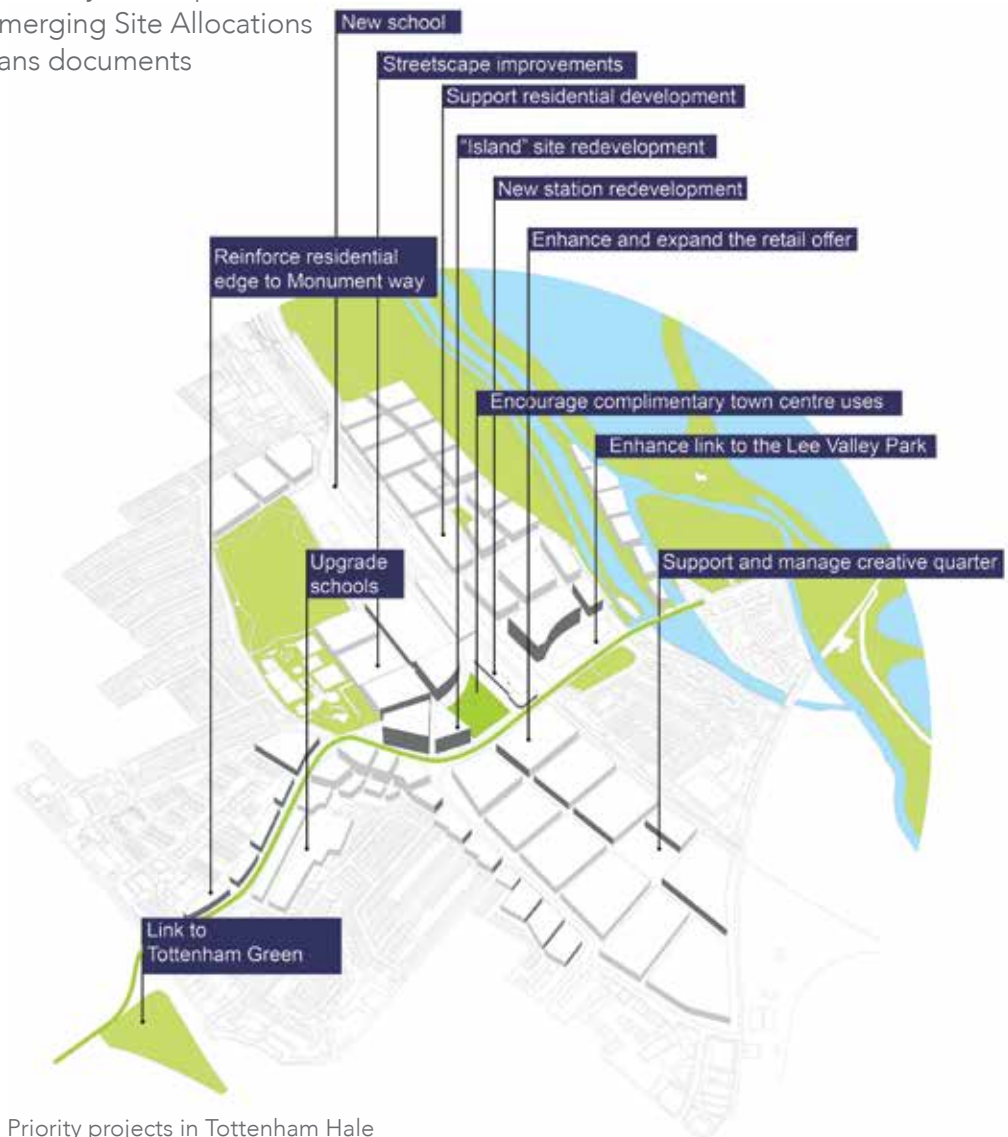 merging Site Allocations
ans documents
New school
Streetscape improvements
Support residential development
"Island" site redevelopment
New station redevelopment
Enhance and expand the retail offer
Reinforce residential
edge to Monument way
Encourage complimentary town centre uses
Enhance link to the Lee Valley Park
Upgrade
schools
Support and manage creative quarter
Link to
Tottenham Green
Priority projects in Tottenham Hale